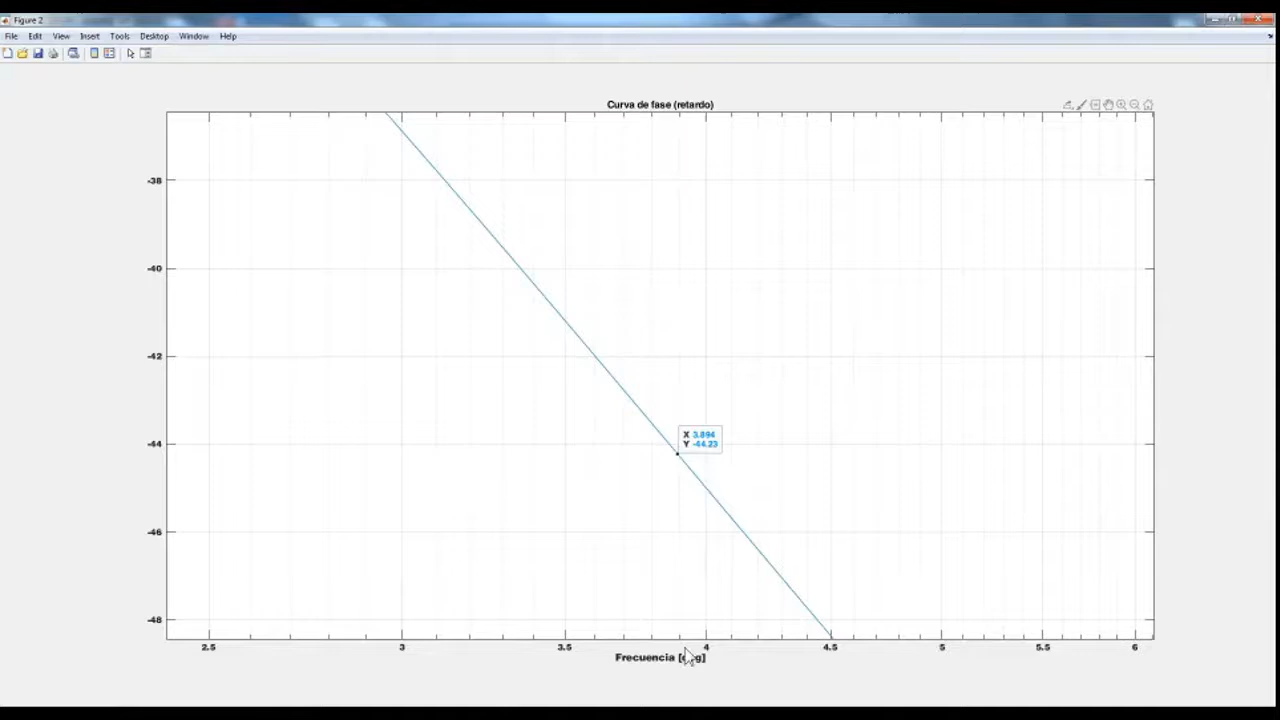 Figure 2
File Edit View Insert Tools Desktop Window Help
Curva de fase (retardo)
-38
-40
-42
X 3.894
Y -44.23
-44
-46
-48
2.5 3 3.5 4 4.5 5 5.5 6
Frecuencia